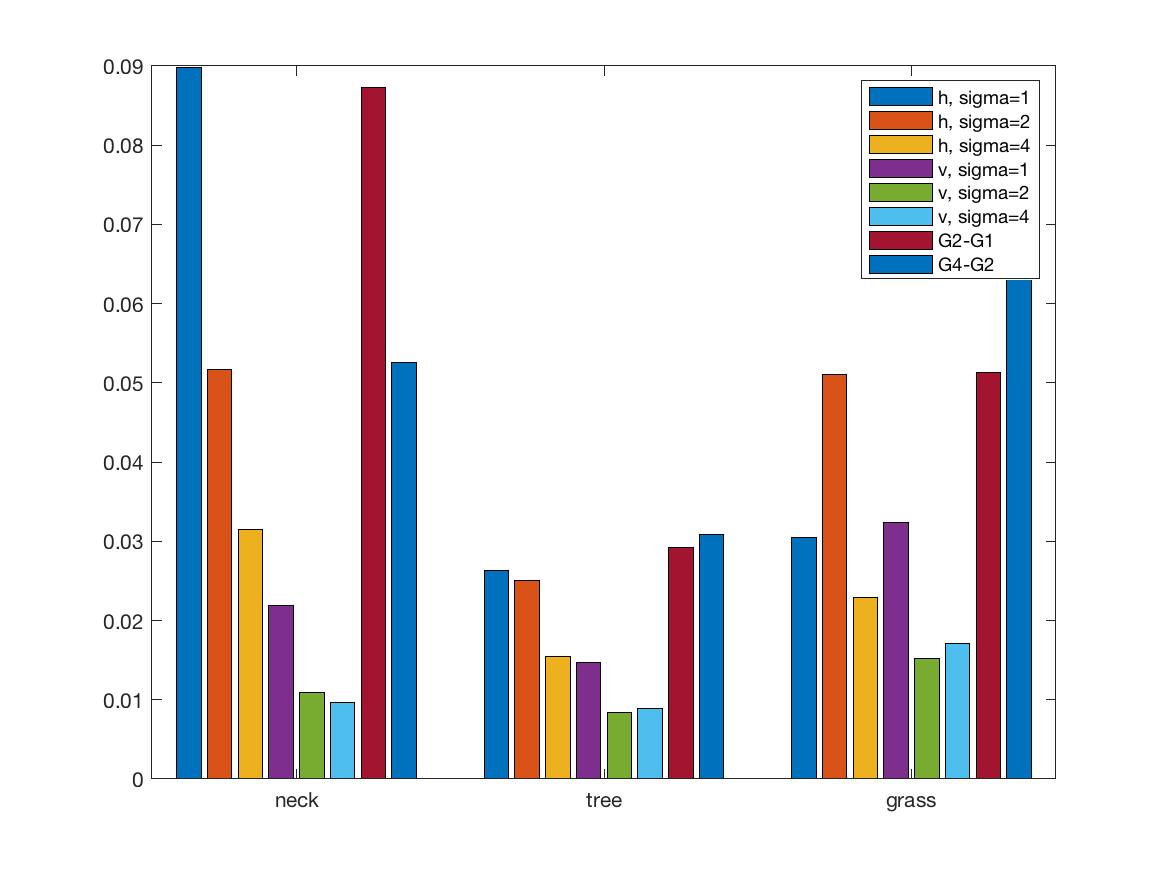 0.09
0.08
0.07
0.06
0.05
0.04
0.03
0.02
0.01
0
neck
tree
grass
h, sigma=1
h, sigma=2
h, sigma=4
v, sigma=1
v, sigma=2
v, sigma=4
G2-G1
G4-G2